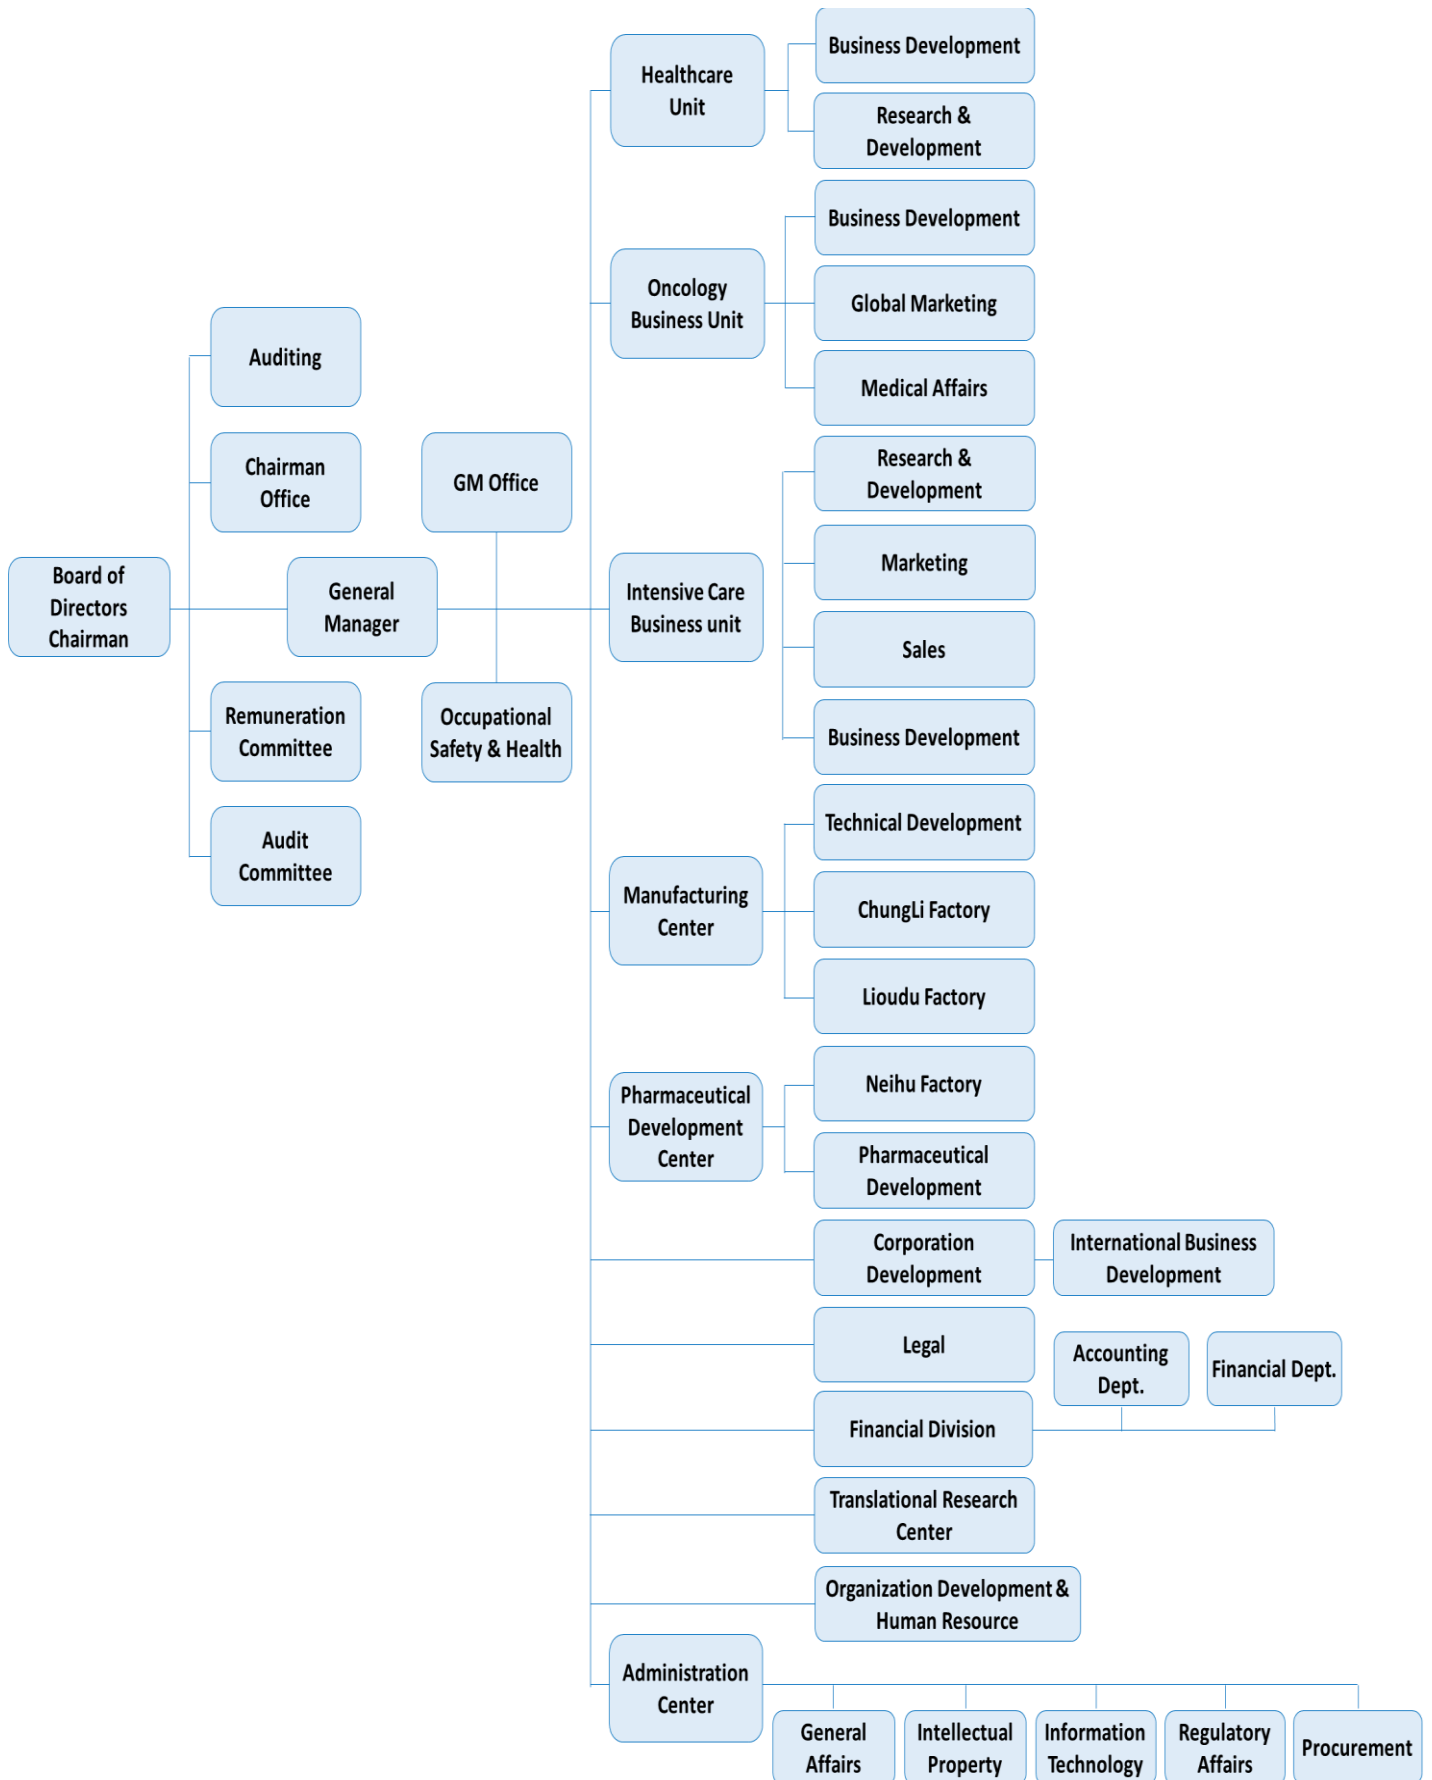 Board of
Directors
Chairman
Auditing
Chairman
Office
General
Manager
Remuneration
Committee
Audit
Committee
GM Office
Occupational
Safety & Health
Healthcare
Unit
Business Development
Research &
Development
Oncology
Business Unit
Business Development
Global Marketing
Medical Affairs
Intensive Care
Business unit
Research &
Development
Marketing
Sales
Business Development
Manufacturing
Center
Technical Development
ChungLi Factory
Lioudu Factory
Pharmaceutical
Development
Center
Neihu Factory
Pharmaceutical
Development
Corporation
Development
International Business
Development
Legal
Financial Division
Accounting
Dept.
Financial Dept.
Translational Research
Center
Organization Development &
Human Resource
Administration
Center
General
Affairs
Intellectual
Property
Information
Technology
Regulatory
Affairs
Procurement